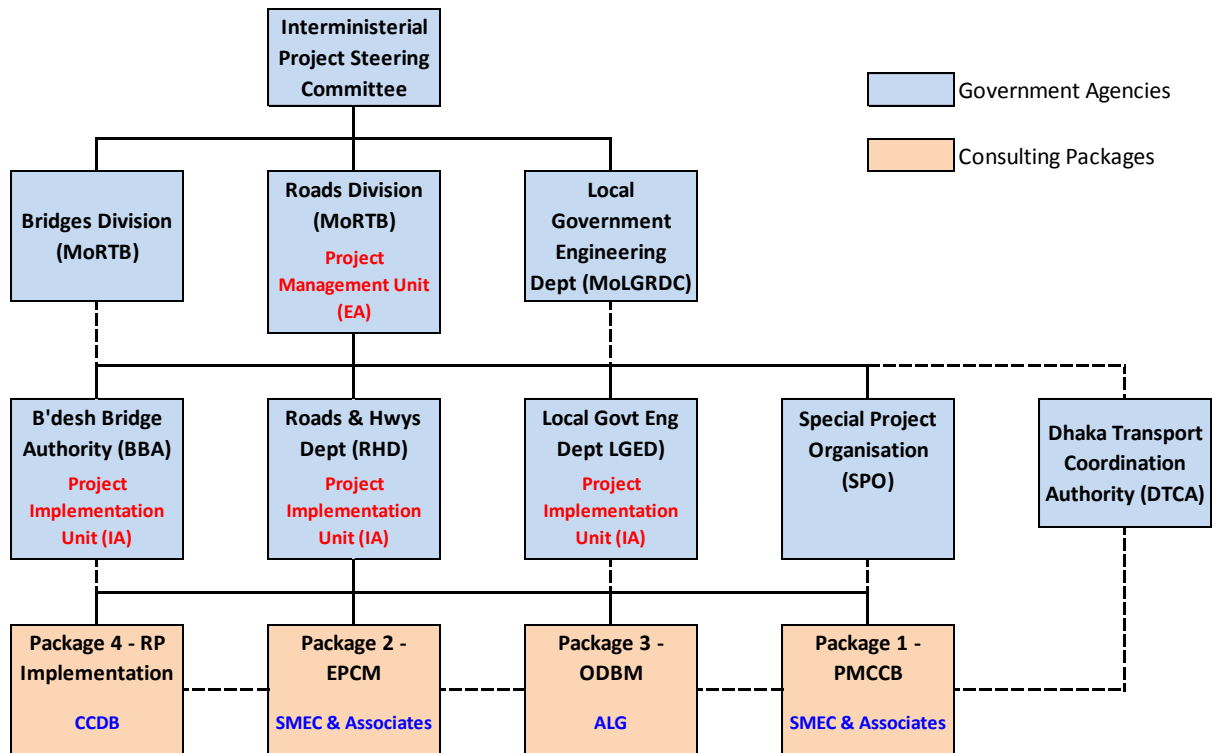 Interministerial
Project Steering
Committee
Government Agencies
Consulting Packages
Bridges Division
(MoRTB)
Roads Division
(MoRTB)
Project
Management Unit
(EA)
Local
Government
Engineering
Dept (MoLGRDC)
B'desh Bridge
Authority (BBA)
Project
Implementation
Unit (IA)
Roads & Hwys
Dept (RHD)
Project
Implementation
Unit (IA)
Local Govt Eng
Dept LGED)
Project
Implementation
Unit (IA)
Special Project
Organisation
(SPO)
Dhaka Transport
Coordination
Authority (DTCA)
Package 4 - RP
Implementation
CCDB
Package 2 -
EPCM
SMEC & Associates
Package 3 -
ODBM
ALG
Package 1 -
PMCCB
SMEC & Associates